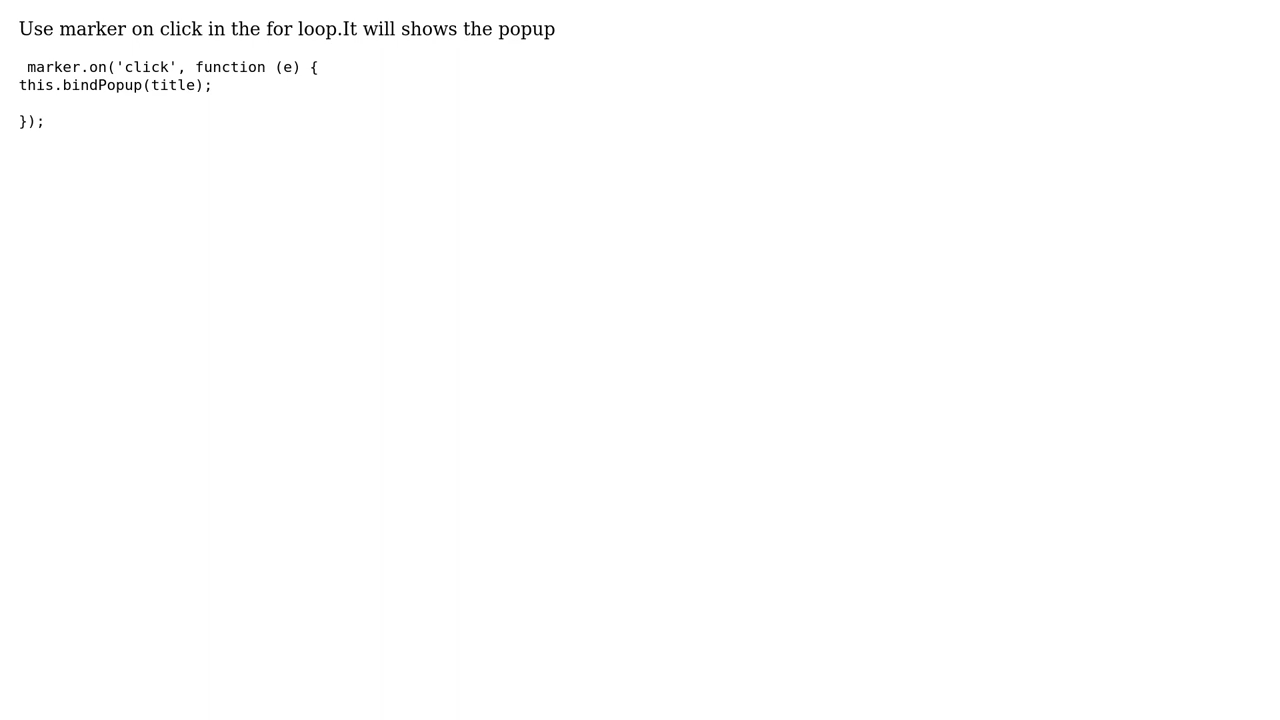 Use marker on click in the for loop.It will shows the popup
marker.on('click', function (e) {
this.bindPopup(title);
});